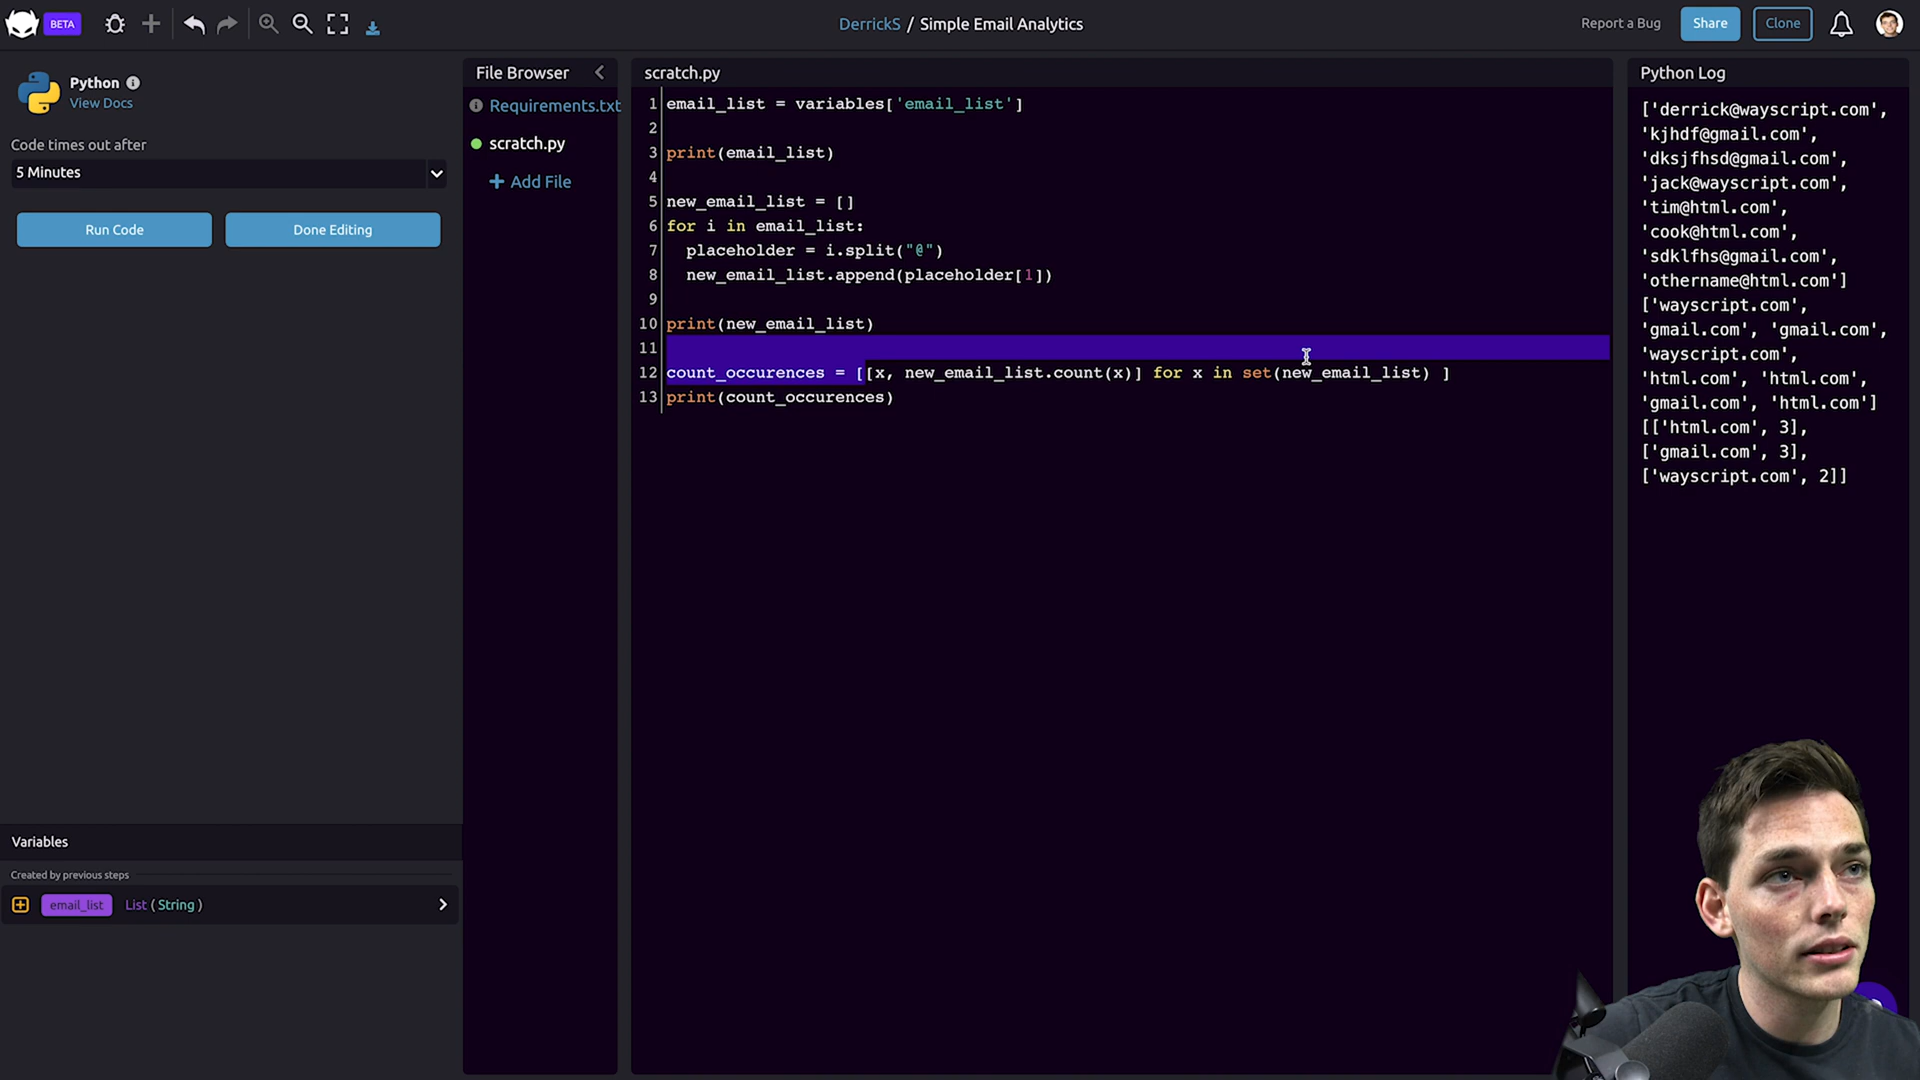 BETA
DerrickS / Simple Email Analytics
Report a Bug
Share
Clone
Python
View Docs
Code times out after
5 Minutes
Run Code
Done Editing
Variables
Created by previous steps
email_list List ( String )
File Browser
Requirements.txt
scratch.py
+ Add File
scratch.py
1 email_list = variables['email_list']
2
3 print(email_list)
4
5 new_email_list = []
6 for i in email_list:
7 placeholder = i.split("@")
8 new_email_list.append(placeholder[1])
9
10 print(new_email_list)
11
12 count_occurences = [[x, new_email_list.count(x)] for x in set(new_email_list) ]
13 print(count_occurences)
Python Log
['derrick@wayscript.com',
'kjhdf@gmail.com',
'dksjfhsd@gmail.com',
'jack@wayscript.com',
'tim@html.com',
'cook@html.com',
'sdklfhs@gmail.com',
'othername@html.com']
['wayscript.com',
'gmail.com', 'gmail.com',
'wayscript.com',
'html.com', 'html.com',
'gmail.com', 'html.com']
[['html.com', 3],
['gmail.com', 3],
['wayscript.com', 2]]